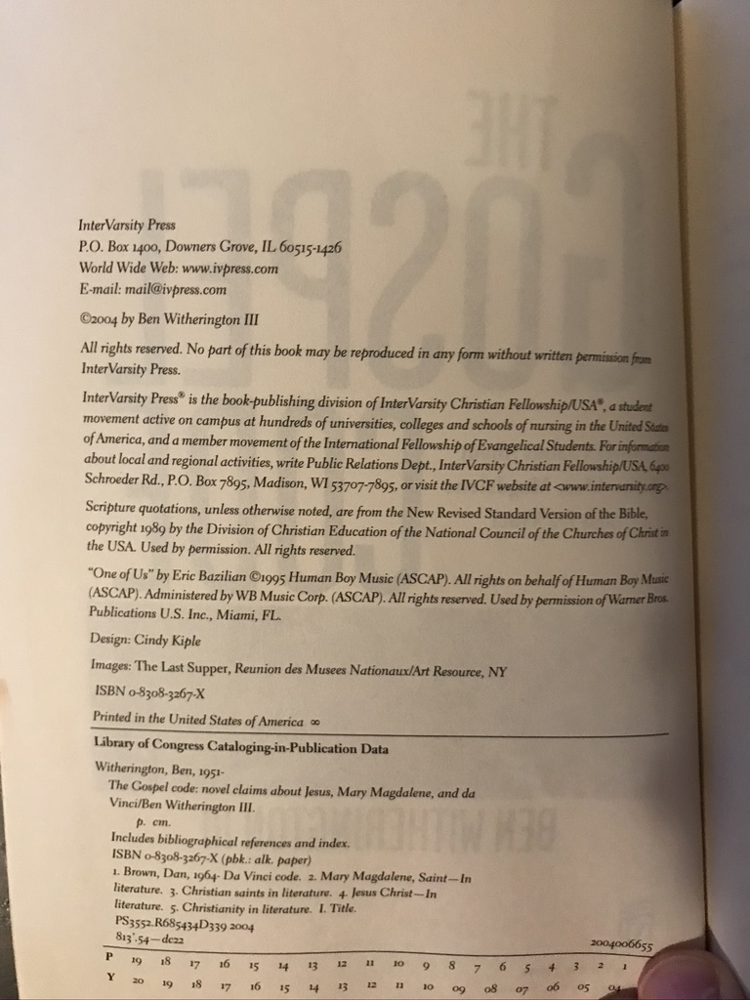 InterVarsity Press
P.O. Box 1400, Downers Grove, IL 60515-1426
World Wide Web: www.ivpress.com
E-mail: mail@ivpress.com
©2004 by Ben Witherington III
All rights reserved. No part of this book may be reproduced in any form without written permission from
InterVarsity Press.
InterVarsity Press® is the book-publishing division of InterVarsity Christian Fellowship/USA®, a student
movement active on campus at hundreds of universities, colleges and schools of nursing in the United States
of America, and a member movement of the International Fellowship of Evangelical Students. For information
about local and regional activities, write Public Relations Dept., InterVarsity Christian Fellowship/USA, 6400
Schroeder Rd., P.O. Box 7895, Madison, WI 53707-7895, or visit the IVCF website at <www.intervarsity.org>.
Scripture quotations, unless otherwise noted, are from the New Revised Standard Version of the Bible,
copyright 1989 by the Division of Christian Education of the National Council of the Churches of Christ in
the USA. Used by permission. All rights reserved.
"One of Us" by Eric Bazilian ©1995 Human Boy Music (ASCAP). All rights on behalf of Human Boy Music
(ASCAP). Administered by WB Music Corp. (ASCAP). All rights reserved. Used by permission of Warner Bros.
Publications U.S. Inc., Miami, FL.
Design: Cindy Kiple
Images: The Last Supper, Reunion des Musees Nationaux/Art Resource, NY
ISBN 0-8308-3267-X
Printed in the United States of America ∞
Library of Congress Cataloging-in-Publication Data
Witherington, Ben, 1951-
The Gospel code: novel claims about Jesus, Mary Magdalene, and da
Vinci/Ben Witherington III.
p. cm.
Includes bibliographical references and index.
ISBN 0-8308-3267-X (pbk.: alk. paper)
1. Brown, Dan, 1964- Da Vinci code. 2. Mary Magdalene, Saint—In
literature. 3. Christian saints in literature. 4. Jesus Christ—In
literature. 5. Christianity in literature. I. Title.
PS3552.R685434D339 2004
813'.54—dc22
2004006655
P 19 18 17 16 15 14 13 12 11 10 9 8 7 6 5 4 3 2 1
Y 20 19 18 17 16 15 14 13 12 11 10 09 08 07 06 05 04